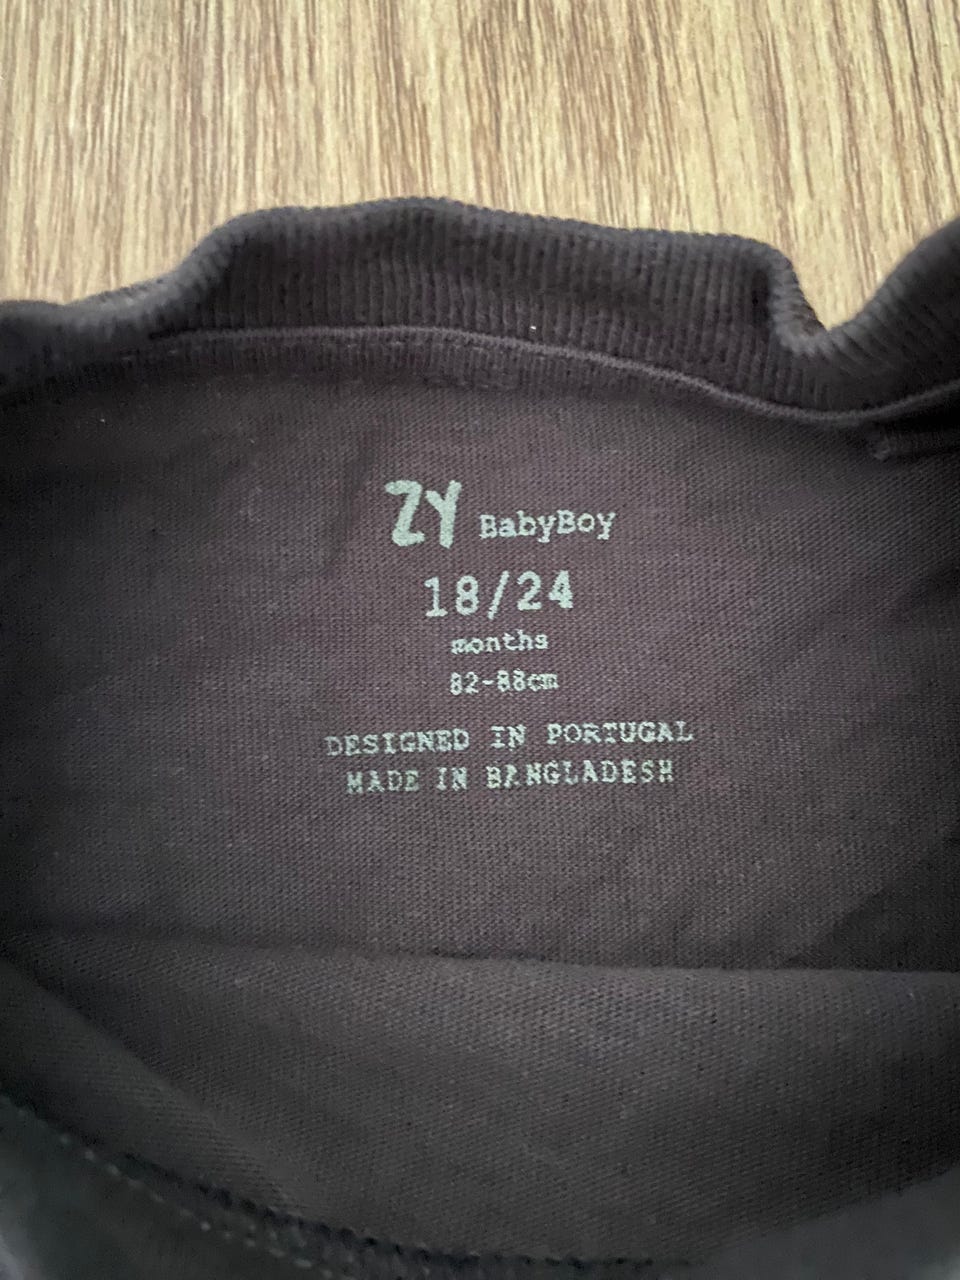 ZY BabyBoy
18/24
months
82-88cm
DESIGNED IN PORTUGAL
MADE IN BANGLADESH